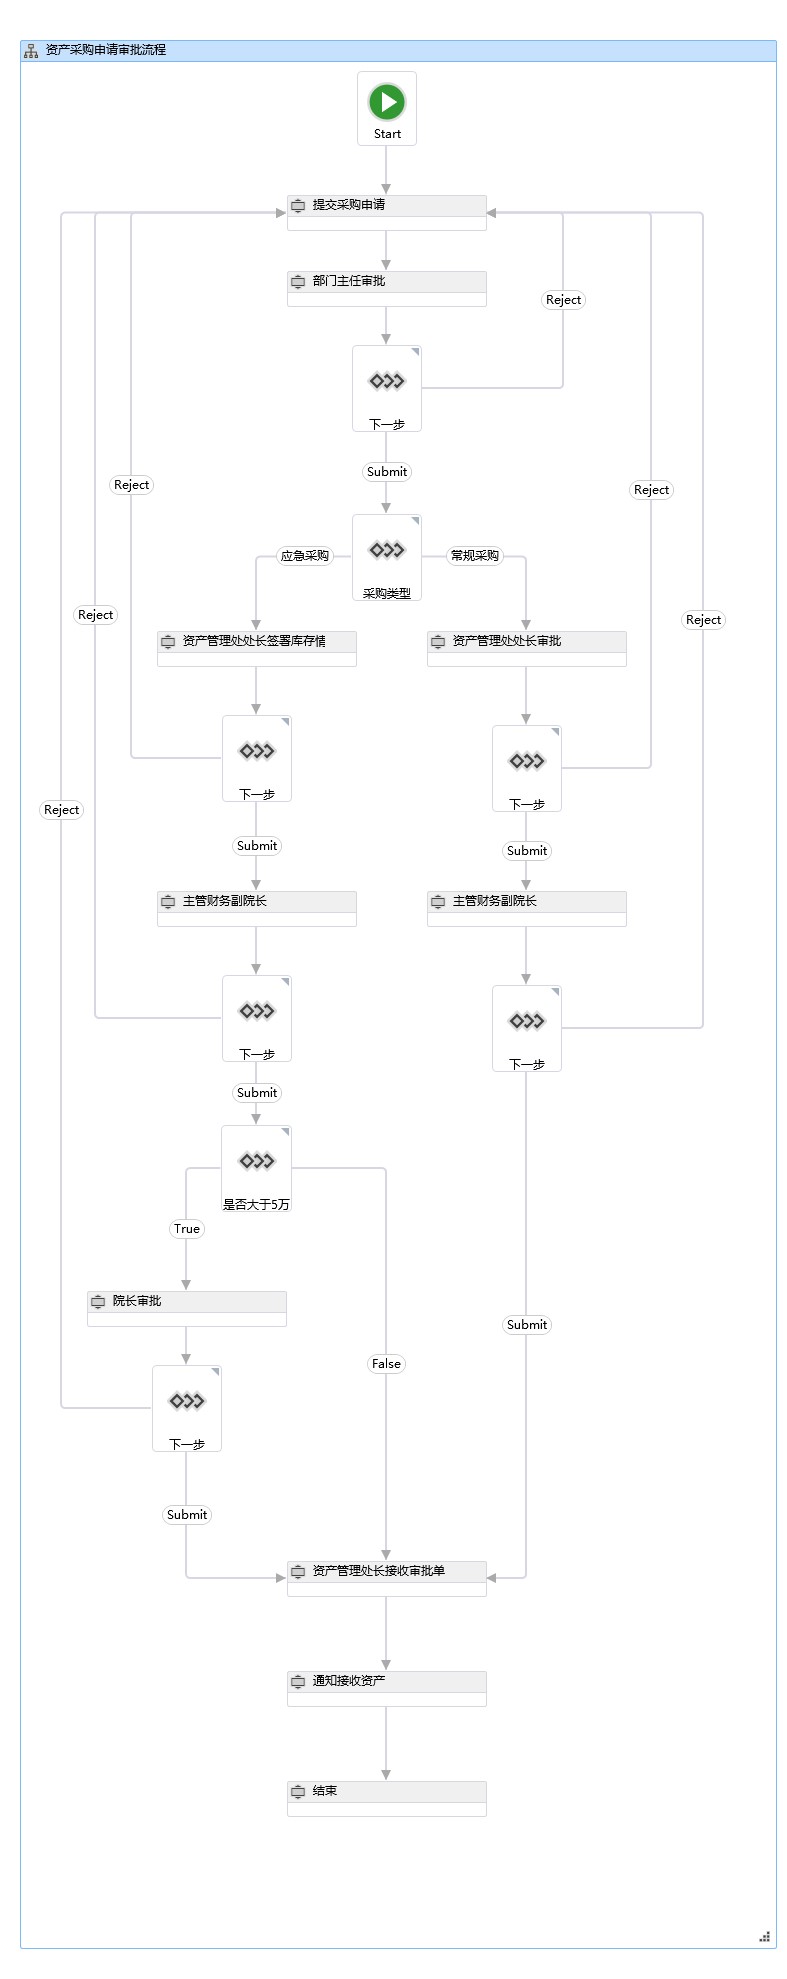 资产采购申请审批流程
Start
提交采购申请
部门主任审批
Reject
下一步
Submit
Reject
Reject
应急采购
常规采购
采购类型
Reject
Reject
资产管理处处长签署库存情
资产管理处处长审批
下一步
下一步
Reject
Submit
Submit
主管财务副院长
主管财务副院长
下一步
下一步
Submit
是否大于5万
True
院长审批
Submit
False
下一步
Submit
资产管理处长接收审批单
通知接收资产
结束